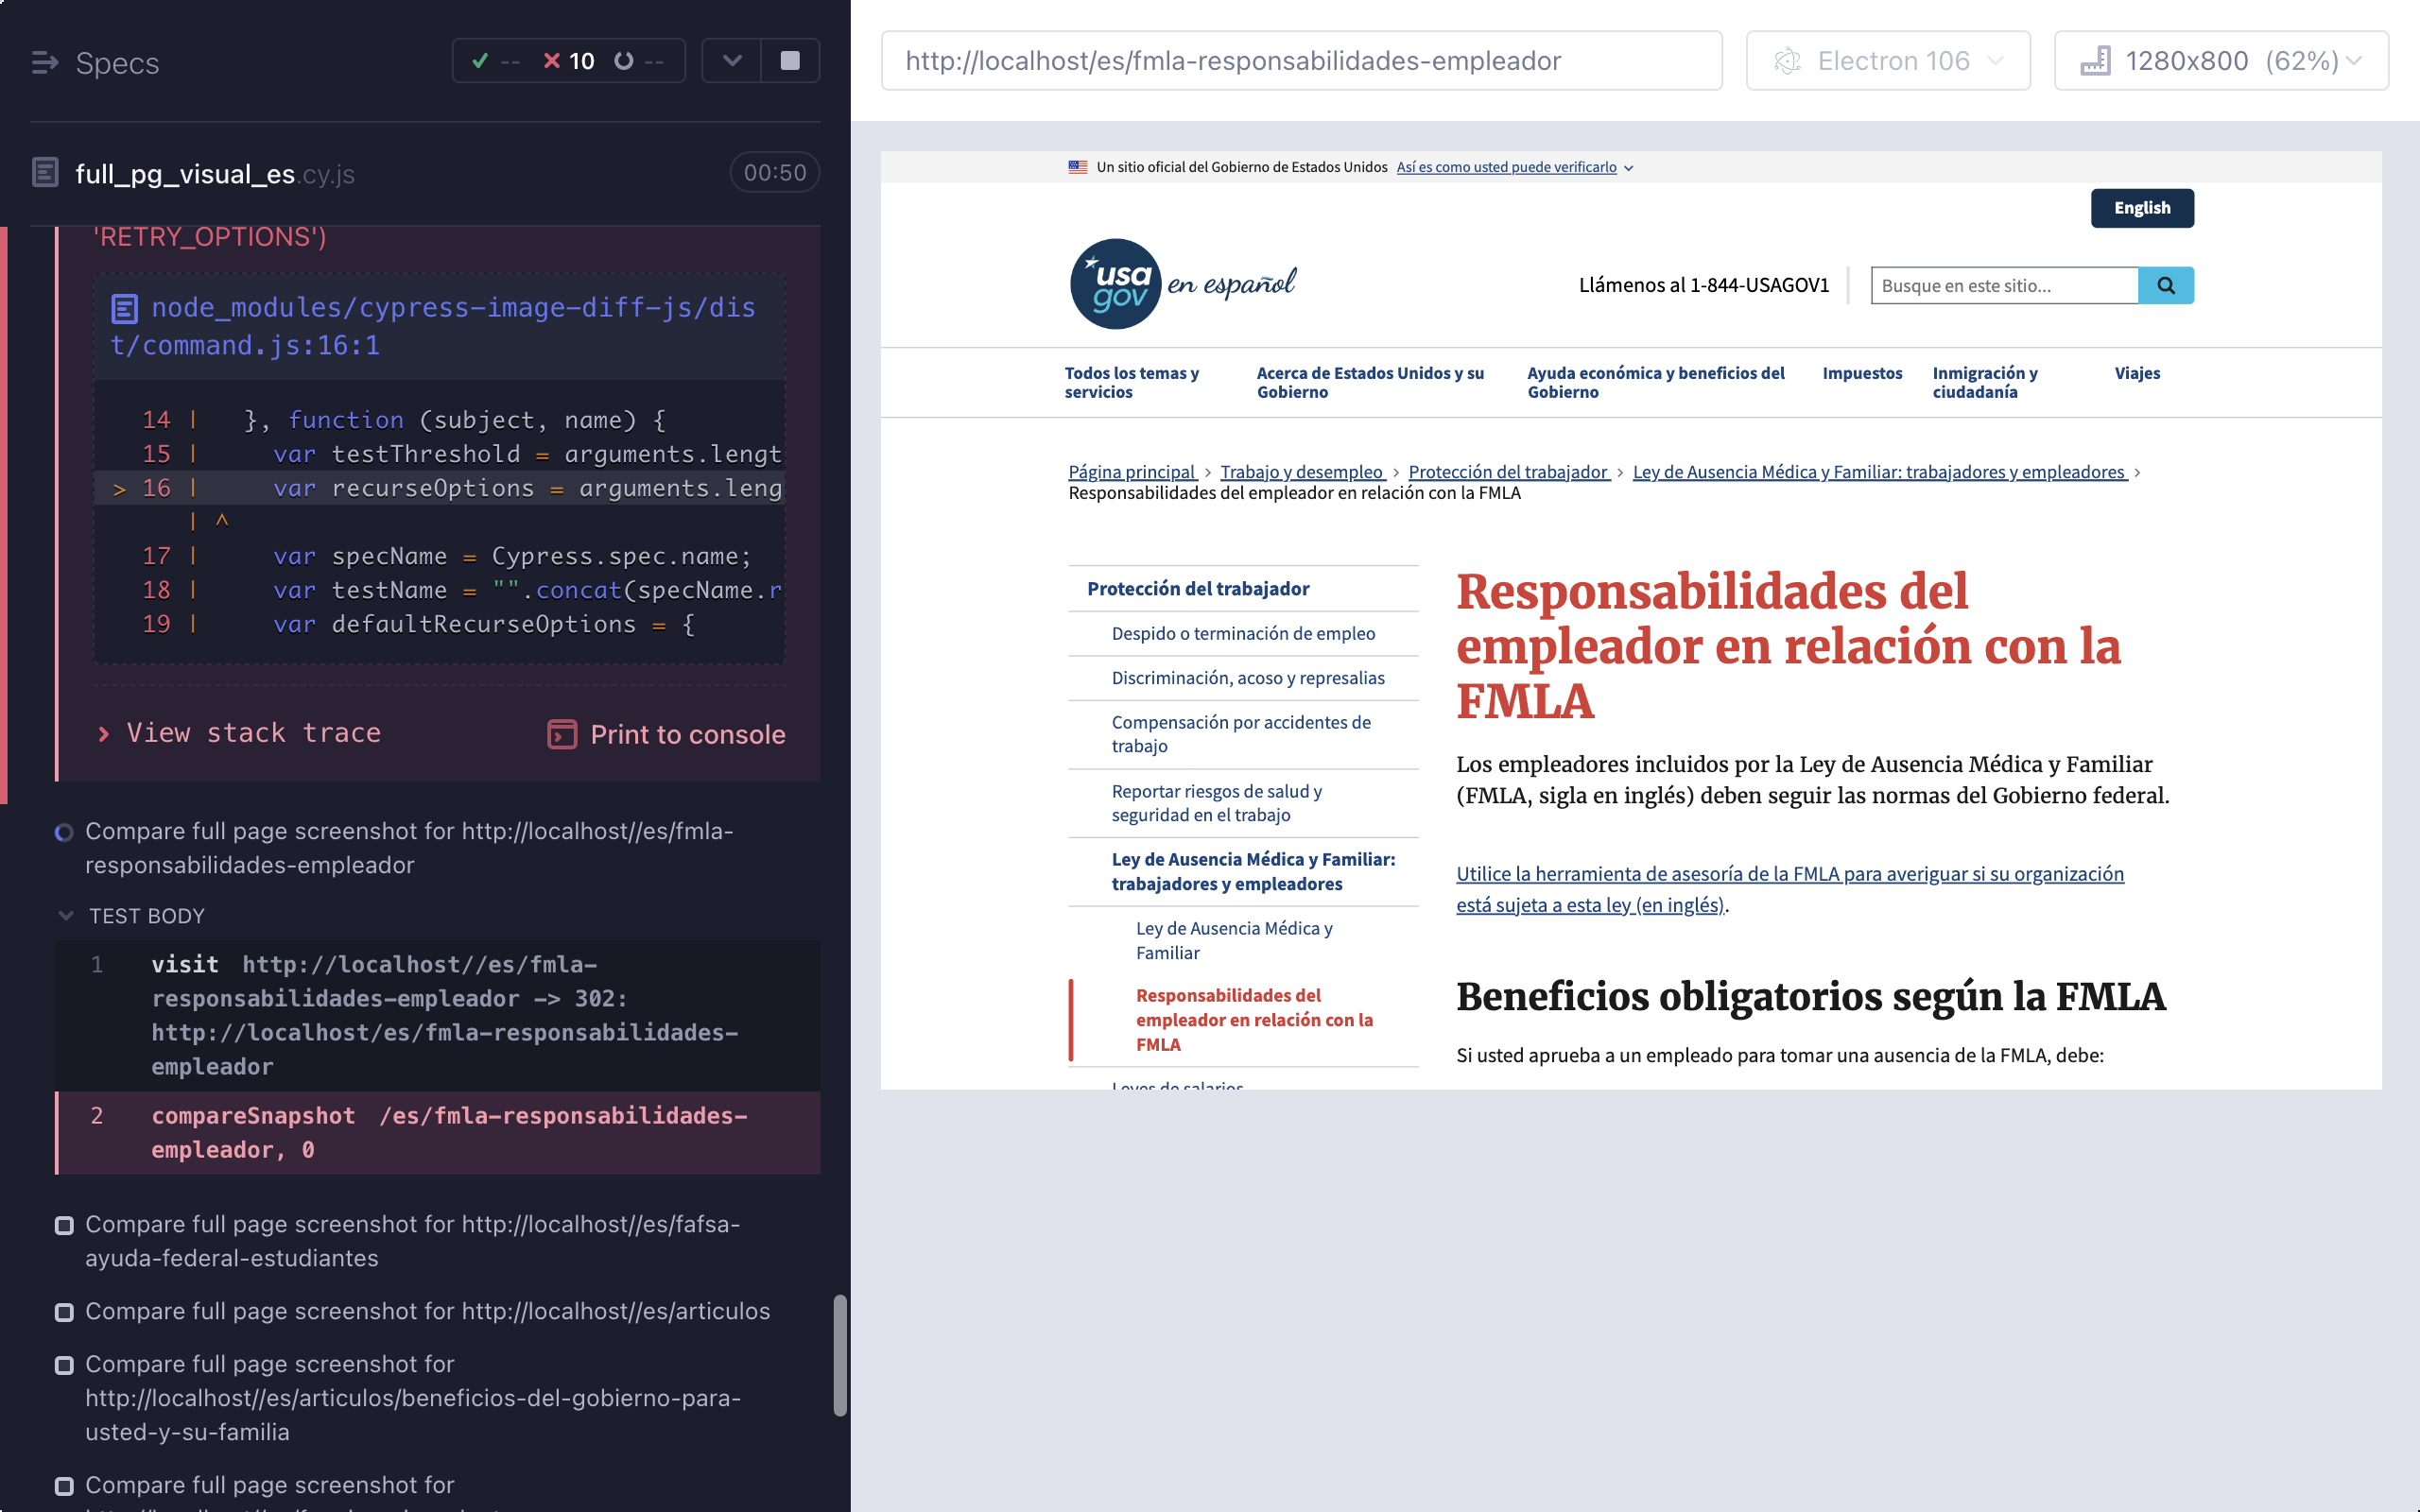 Specs
-- 10 --
full_pg_visual_es.cy.js
00:50
'RETRY_OPTIONS')
node_modules/cypress-image-diff-js/dis
t/command.js:16:1
14 | }, function (subject, name) {
15 | var testThreshold = arguments.lengt
> 16 | var recurseOptions = arguments.leng
| ^
17 | var specName = Cypress.spec.name;
18 | var testName = "".concat(specName.r
19 | var defaultRecurseOptions = {
View stack trace
Print to console
Compare full page screenshot for http://localhost//es/fmla-
responsabilidades-empleador
TEST BODY
1 visit http://localhost//es/fmla-
responsabilidades-empleador -> 302:
http://localhost/es/fmla-responsabilidades-
empleador
2 compareSnapshot /es/fmla-responsabilidades-
empleador, 0
Compare full page screenshot for http://localhost//es/fafsa-
ayuda-federal-estudiantes
Compare full page screenshot for http://localhost//es/articulos
Compare full page screenshot for
http://localhost//es/articulos/beneficios-del-gobierno-para-
usted-y-su-familia
Compare full page screenshot for
http://localhost/es/fmla-responsabilidades-empleador
Electron 106
1280x800 (62%)
Un sitio oficial del Gobierno de Estados Unidos Así es como usted puede verificarlo
English
usa
gov
en español
Llámenos al 1-844-USAGOV1
Busque en este sitio...
Todos los temas y
servicios
Acerca de Estados Unidos y su
Gobierno
Ayuda económica y beneficios del
Gobierno
Impuestos
Inmigración y
ciudadanía
Viajes
Página principal > Trabajo y desempleo > Protección del trabajador > Ley de Ausencia Médica y Familiar: trabajadores y empleadores >
Responsabilidades del empleador en relación con la FMLA
Protección del trabajador
Despido o terminación de empleo
Discriminación, acoso y represalias
Compensación por accidentes de
trabajo
Reportar riesgos de salud y
seguridad en el trabajo
Ley de Ausencia Médica y Familiar:
trabajadores y empleadores
Ley de Ausencia Médica y
Familiar
Responsabilidades del
empleador en relación con la
FMLA
Leyes de salarios
Responsabilidades del
empleador en relación con la
FMLA
Los empleadores incluidos por la Ley de Ausencia Médica y Familiar
(FMLA, sigla en inglés) deben seguir las normas del Gobierno federal.
Utilice la herramienta de asesoría de la FMLA para averiguar si su organización
está sujeta a esta ley (en inglés).
Beneficios obligatorios según la FMLA
Si usted aprueba a un empleado para tomar una ausencia de la FMLA, debe: